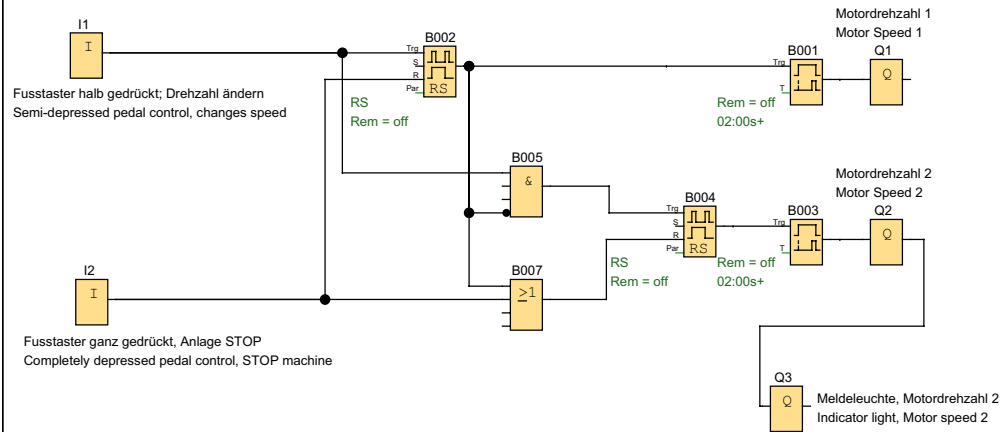 I1
I
Fusstaster halb gedrückt; Drehzahl ändern
Semi-depressed pedal control, changes speed
B002
Trg
S
R
Par
RS
RS
Rem = off
Motordrehzahl 1
Motor Speed 1
B001
Trg
T
Rem = off
02:00s+
Q1
Q
B005
&
B004
Trg
S
R
Par
RS
RS
Rem = off
Motordrehzahl 2
Motor Speed 2
B003
Trg
T
Rem = off
02:00s+
Q2
Q
I2
I
Fusstaster ganz gedrückt, Anlage STOP
Completely depressed pedal control, STOP machine
B007
≥1
Q3
Q
Meldeleuchte, Motordrehzahl 2
Indicator light, Motor speed 2